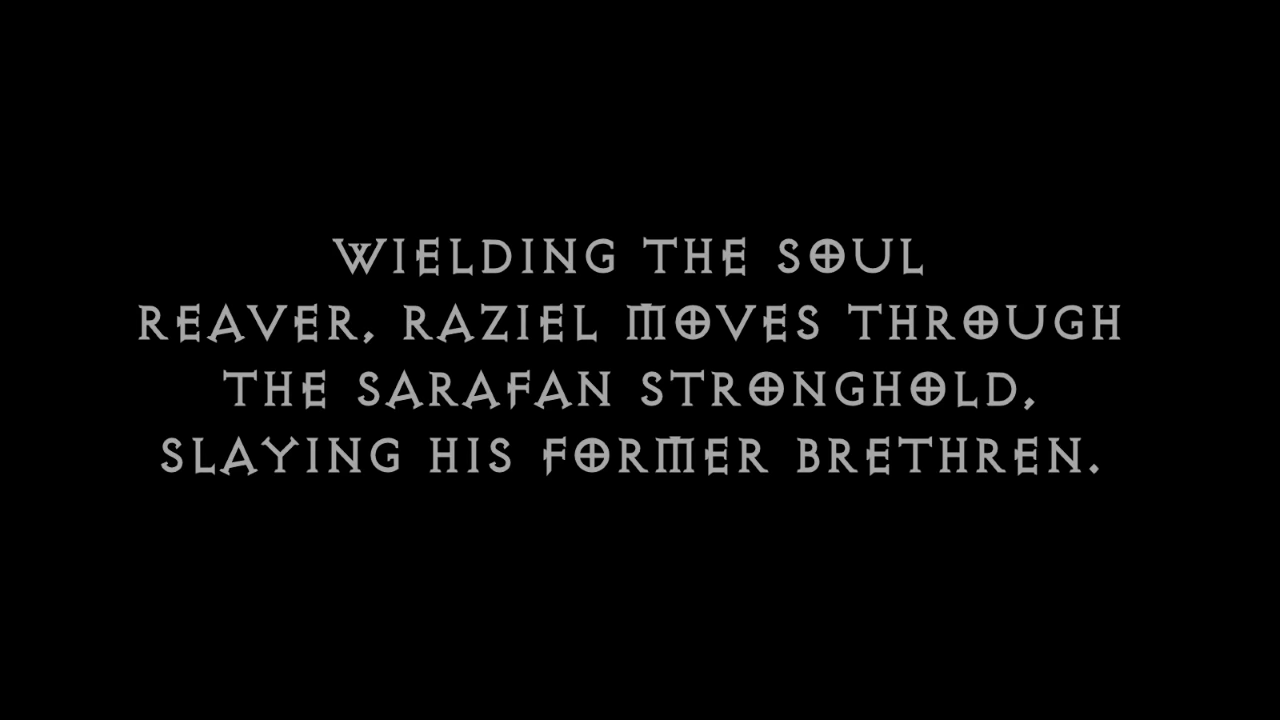 WIELDING THE SOUL
REAVER, RAZIEL MOVES THROUGH
THE SARAFAN STRONGHOLD,
SLAYING HIS FORMER BRETHREN.